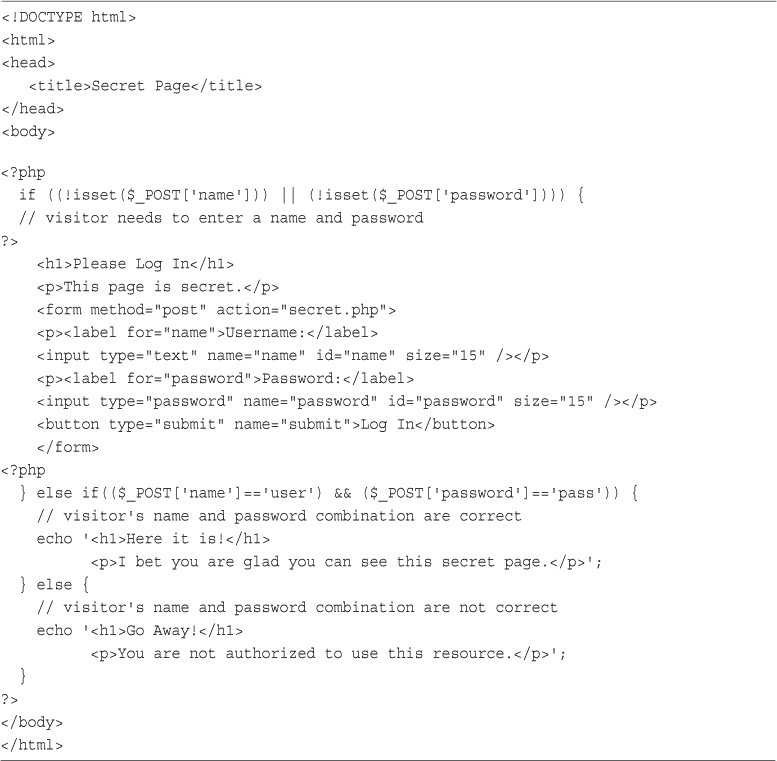 <!DOCTYPE html>
<html>
<head>
   <title>Secret Page</title>
</head>
<body>

<?php
  if ((!isset($_POST['name'])) || (!isset($_POST['password']))) {
  // visitor needs to enter a name and password
?>
    <h1>Please Log In</h1>
    <p>This page is secret.</p>
    <form method="post" action="secret.php">
    <p><label for="name">Username:</label>
    <input type="text" name="name" id="name" size="15" /></p>
    <p><label for="password">Password:</label>
    <input type="password" name="password" id="password" size="15" /></p>
    <button type="submit" name="submit">Log In</button>
    </form>
<?php
  } else if(($_POST['name']=='user') && ($_POST['password']=='pass')) {
    // visitor's name and password combination are correct
    echo '<h1>Here it is!</h1>
          <p>I bet you are glad you can see this secret page.</p>';
  } else {
    // visitor's name and password combination are not correct
    echo '<h1>Go Away!</h1>
          <p>You are not authorized to use this resource.</p>';
  }
?>
</body>
</html>